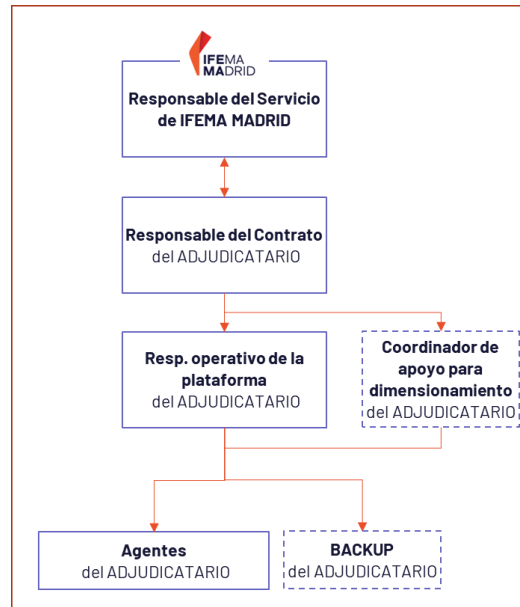 IFEMA
MADRID
Responsable del Servicio
de IFEMA MADRID
Responsable del Contrato
del ADJUDICATARIO
Resp. operativo de la
plataforma
del ADJUDICATARIO
Coordinador de
apoyo para
dimensionamiento
del ADJUDICATARIO
Agentes
del ADJUDICATARIO
BACKUP
del ADJUDICATARIO